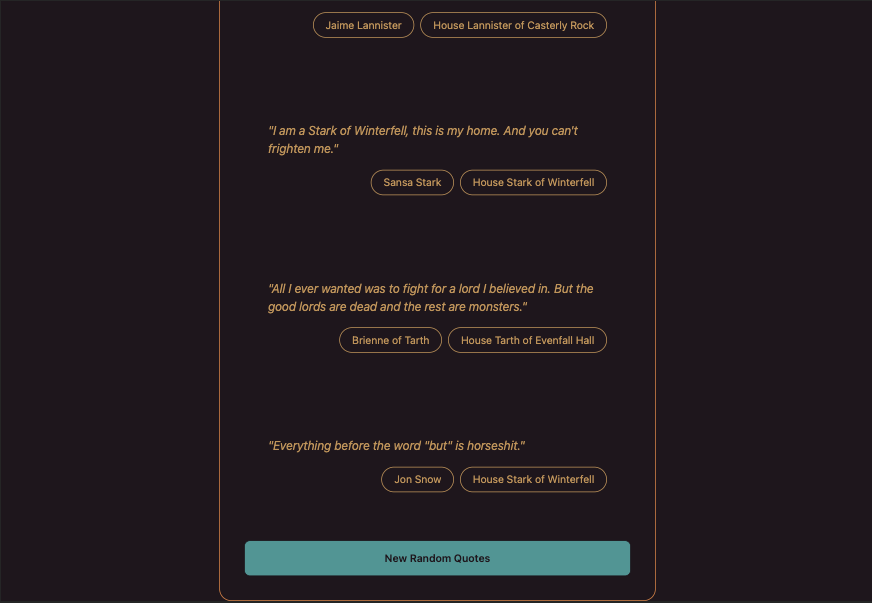 Jaime Lannister House Lannister of Casterly Rock
"I am a Stark of Winterfell, this is my home. And you can't
frighten me."
Sansa Stark House Stark of Winterfell
"All I ever wanted was to fight for a lord I believed in. But the
good lords are dead and the rest are monsters."
Brienne of Tarth House Tarth of Evenfall Hall
"Everything before the word "but" is horseshit."
Jon Snow House Stark of Winterfell
New Random Quotes